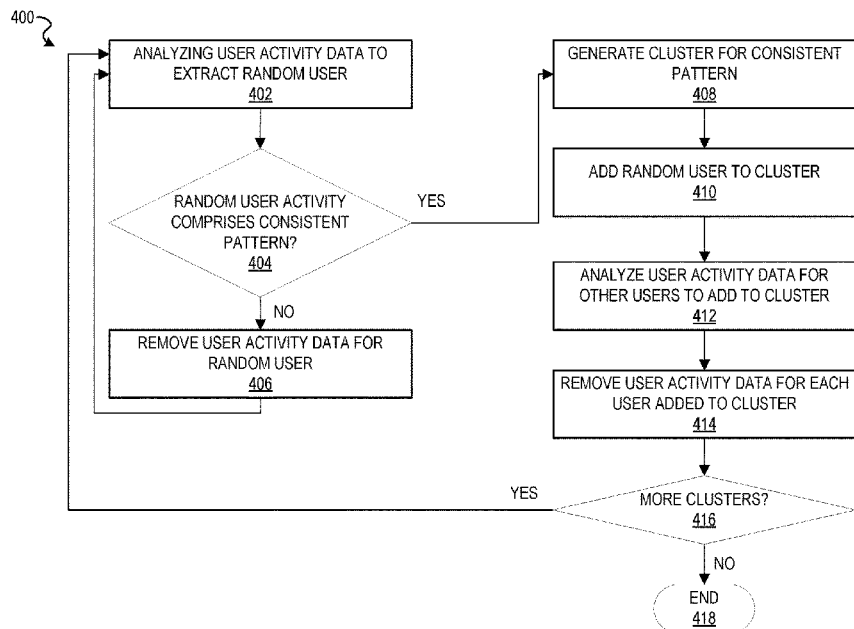 400
ANALYZING USER ACTIVITY DATA TO
EXTRACT RANDOM USER
402
RANDOM USER ACTIVITY
COMPRISES CONSISTENT
PATTERN?
404
YES
NO
REMOVE USER ACTIVITY DATA FOR
RANDOM USER
406
GENERATE CLUSTER FOR CONSISTENT
PATTERN
408
ADD RANDOM USER TO CLUSTER
410
ANALYZE USER ACTIVITY DATA FOR
OTHER USERS TO ADD TO CLUSTER
412
REMOVE USER ACTIVITY DATA FOR EACH
USER ADDED TO CLUSTER
414
YES
MORE CLUSTERS?
416
NO
END
418